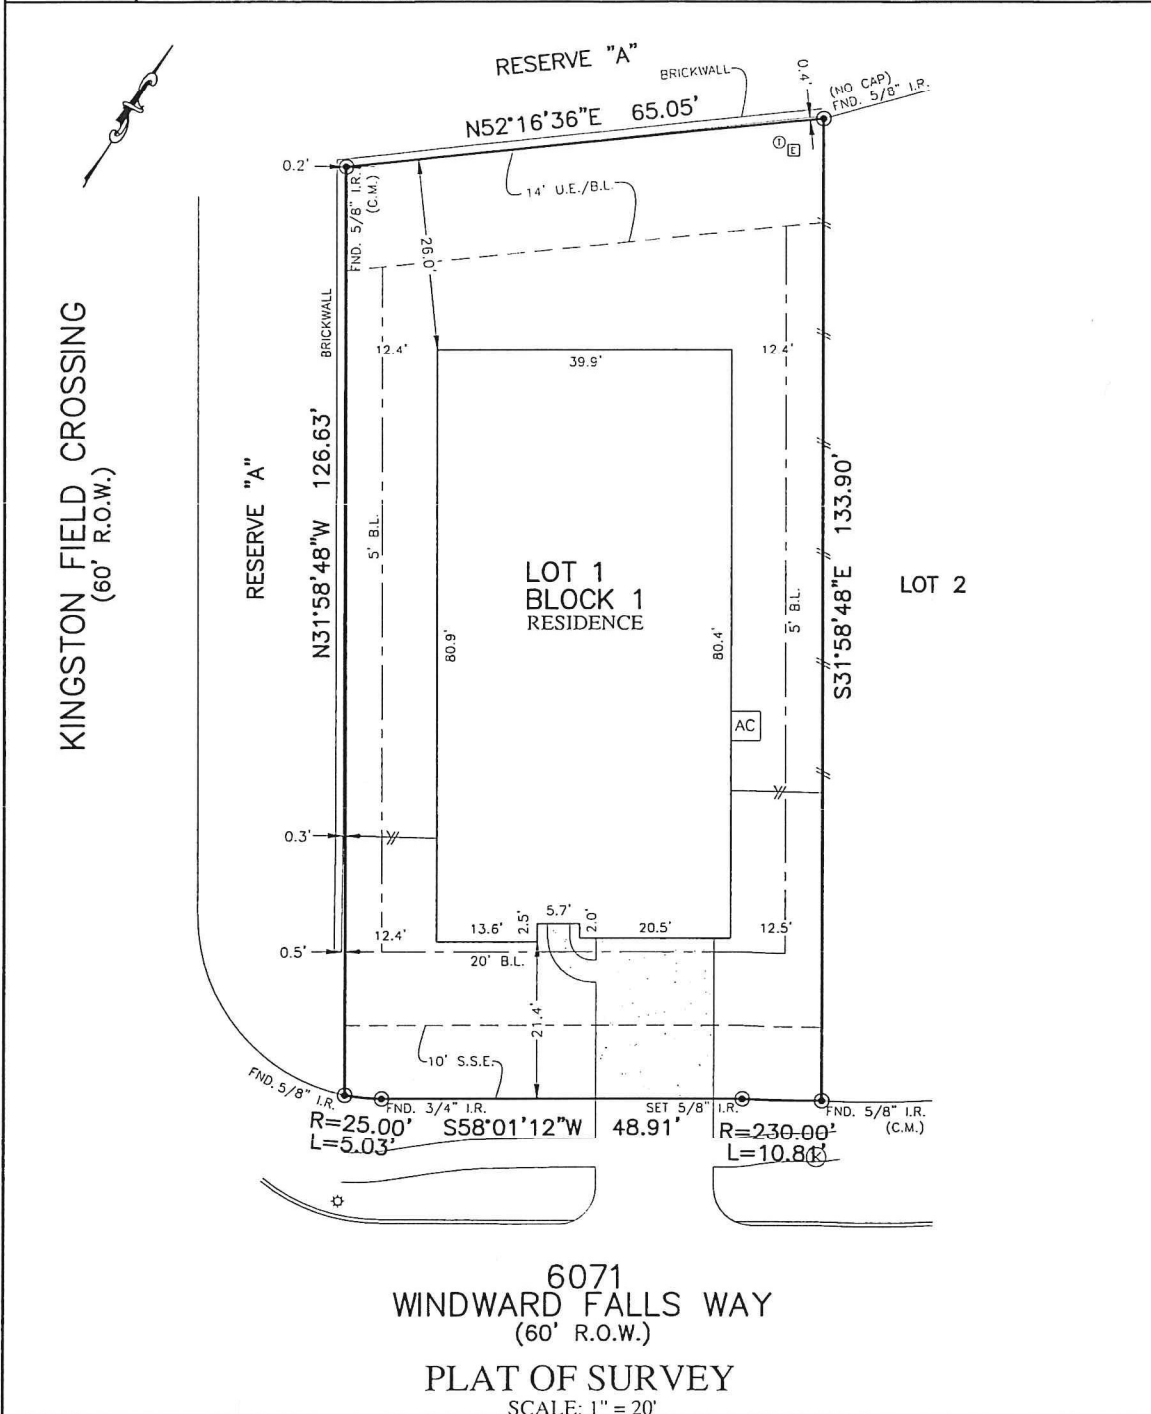 RESERVE "A"
BRICKWALL
0.4'
(NO CAP)
FND. 5/8" I.R.
N52°16'36"E 65.05'
T
E
0.2'
FND. 5/8" I.R.
(C.M.)
14' U.E./B.L.
26.0'
BRICKWALL
12.4'
39.9'
12.4'
KINGSTON FIELD CROSSING
(60' R.O.W.)
RESERVE "A"
N31°58'48"W 126.63'
5' B.L.
LOT 1
BLOCK 1
RESIDENCE
80.9'
80.4'
5' B.L.
S31°58'48"E 133.90'
LOT 2
AC
0.3'
0.5'
12.4'
13.6'
2.5'
5.7'
2.0'
20.5'
12.5'
20' B.L.
21.4'
10' S.S.E.
FND. 5/8" I.R.
FND. 3/4" I.R.
SET 5/8" I.R.
FND. 5/8" I.R.
(C.M.)
R=25.00'
L=5.03'
S58°01'12"W 48.91'
R=230.00'
L=10.81'
K
6071
WINDWARD FALLS WAY
(60' R.O.W.)
PLAT OF SURVEY
SCALE: 1" = 20'